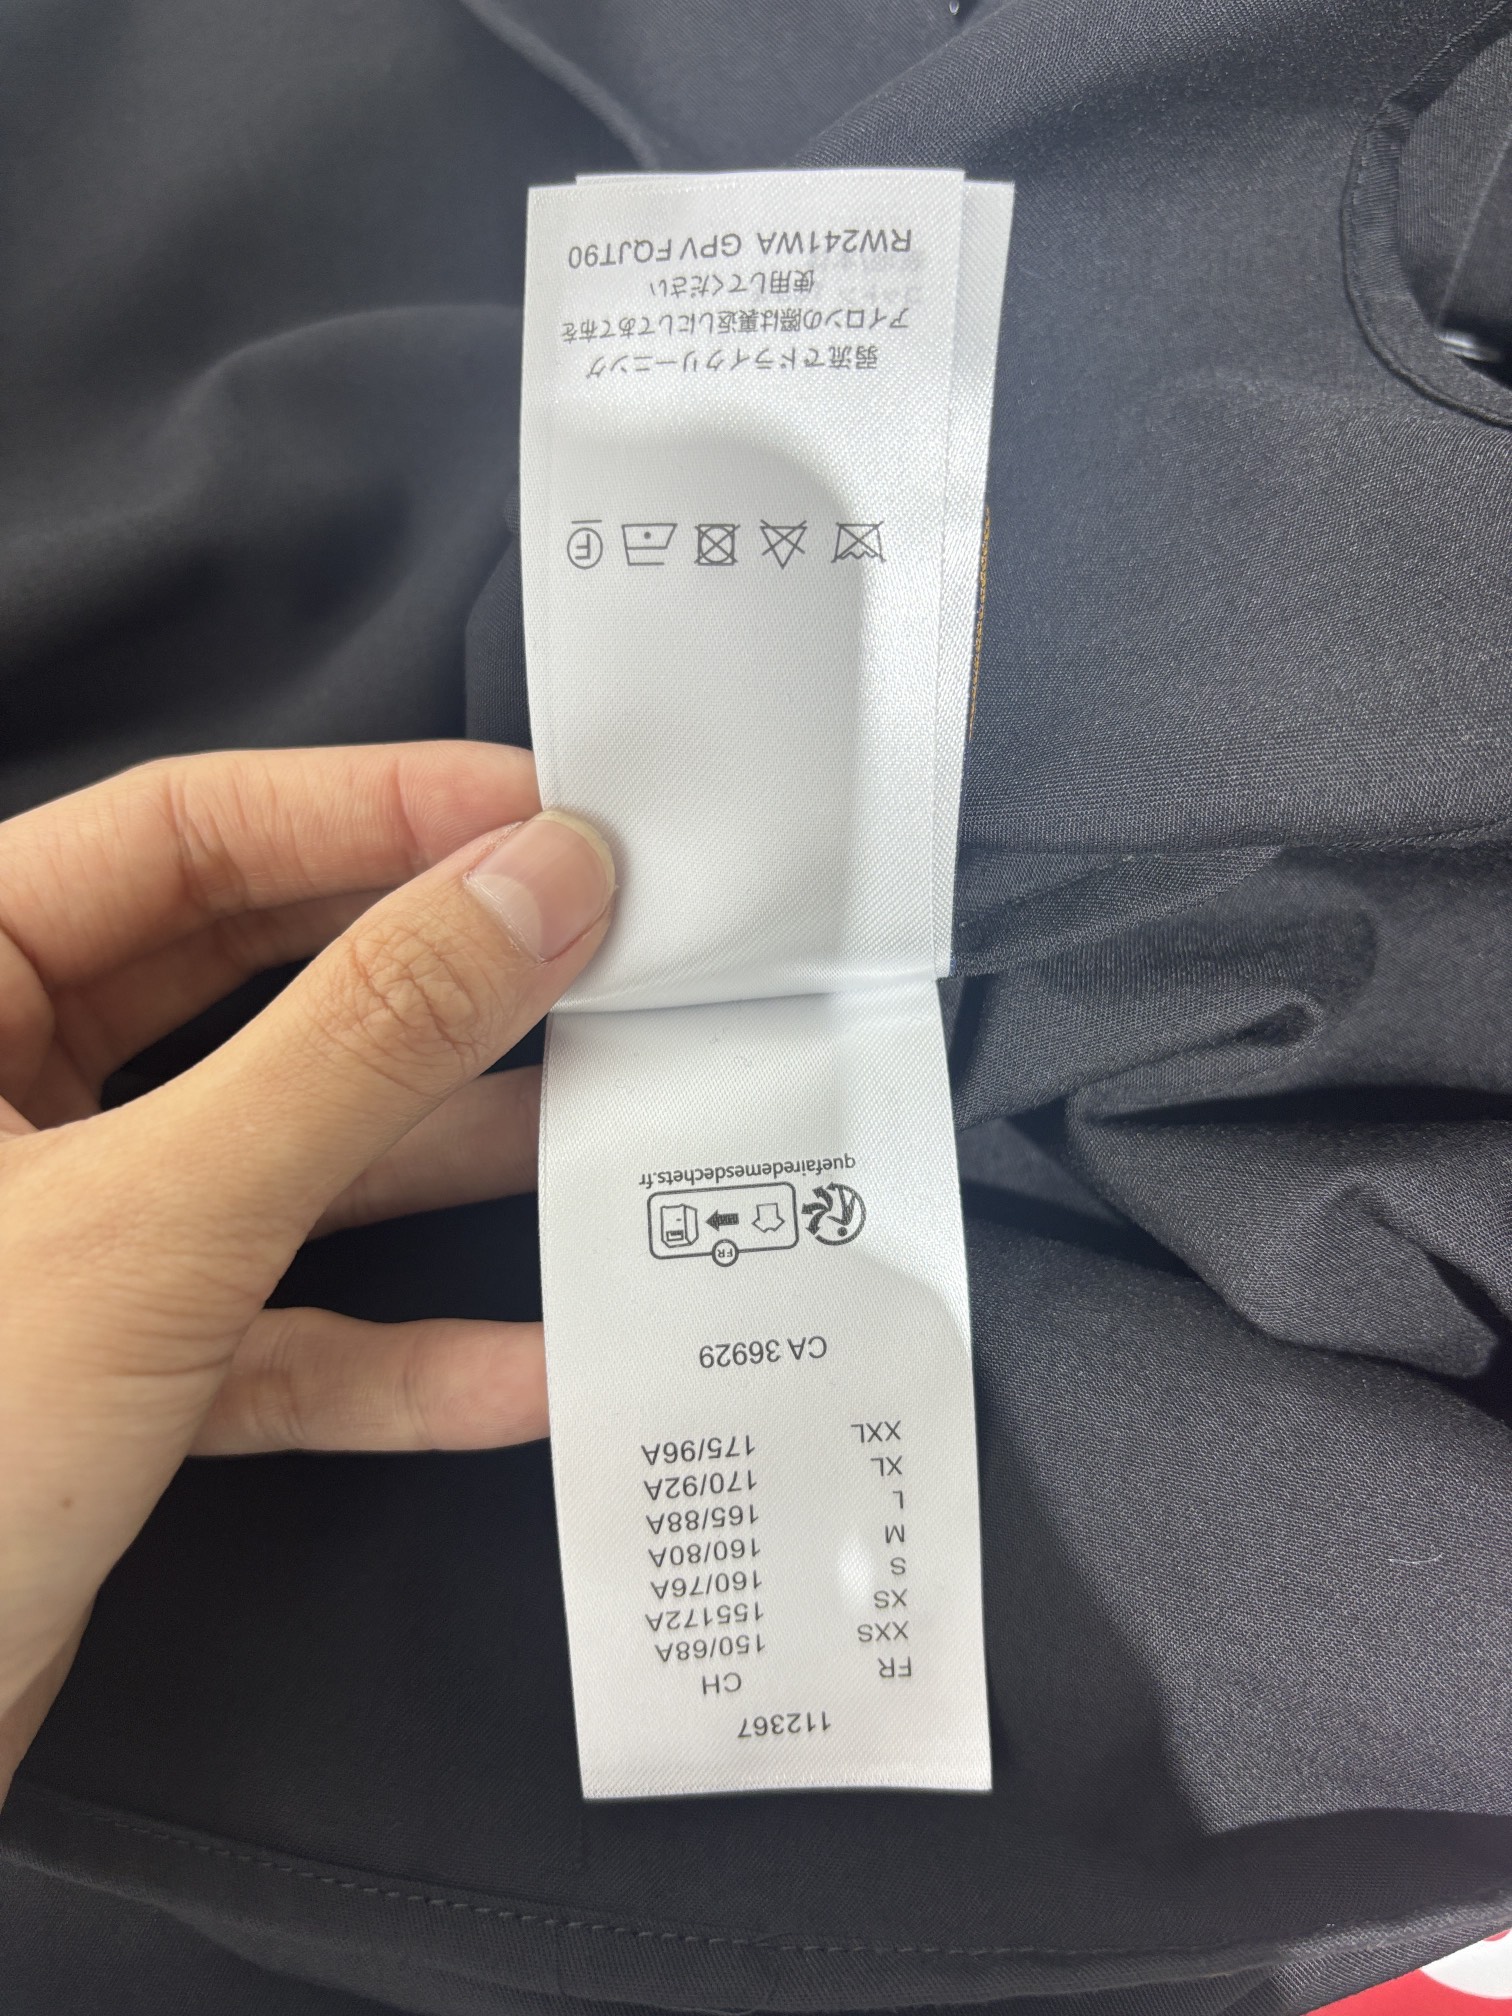 112367
FR CH
XXS 150/68A
XS 155172A
S 160/76A
M 160/80A
L 165/88A
XL 170/92A
XXL 175/96A
CA 36929
FR
quefairedemesdechets.fr
F
弱流でドライクリーニング
アイロンの際は裏返しにしてあて布を
使用してください
RW241WA GPV FQJT90